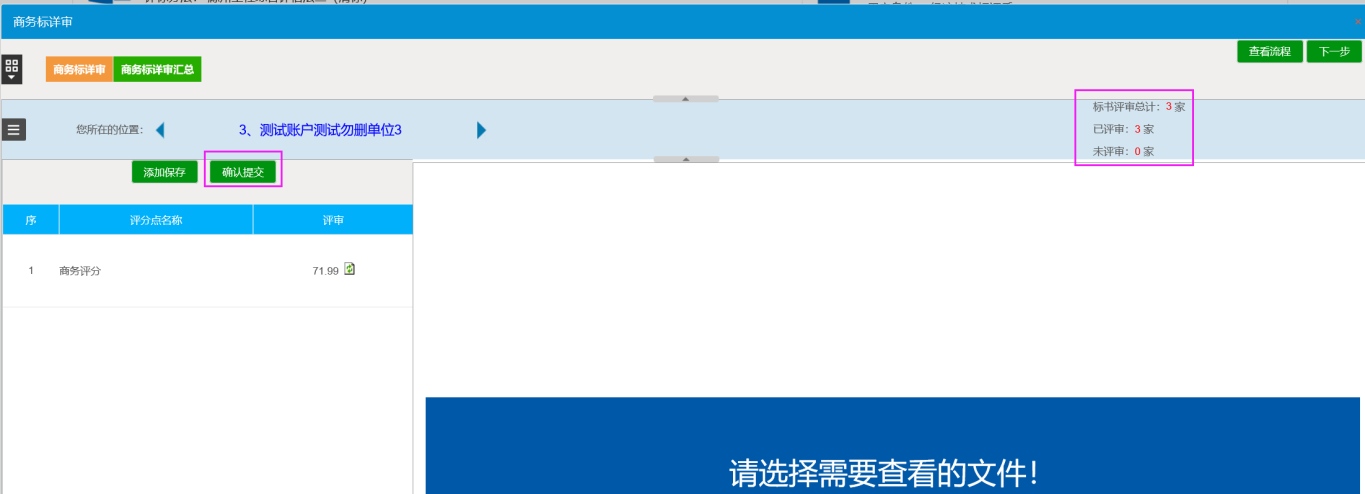 商务标详审
查看流程 下一步
商务标详审 商务标详审汇总
标书评审总计：3 家
您所在的位置： 3、测试账户测试勿删单位3
已评审：3 家
未评审：0 家
添加保存 确认提交
序 评分点名称 评审
1 商务评分 71.99
请选择需要查看的文件！